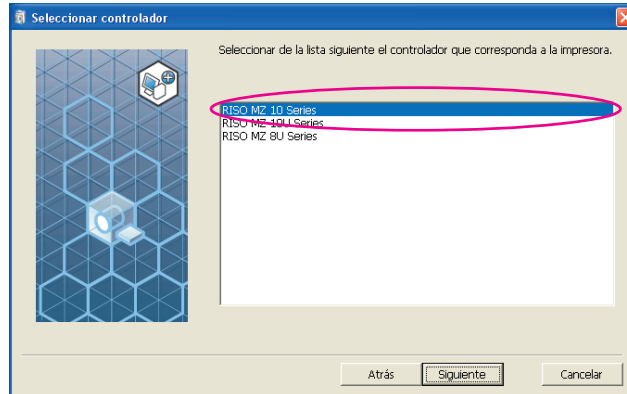 Seleccionar controlador
Seleccionar de la lista siguiente el controlador que corresponda a la impresora.
RISO MZ 10 Series
RISO MZ 10U Series
RISO MZ 8U Series
Atrás
Siguiente
Cancelar